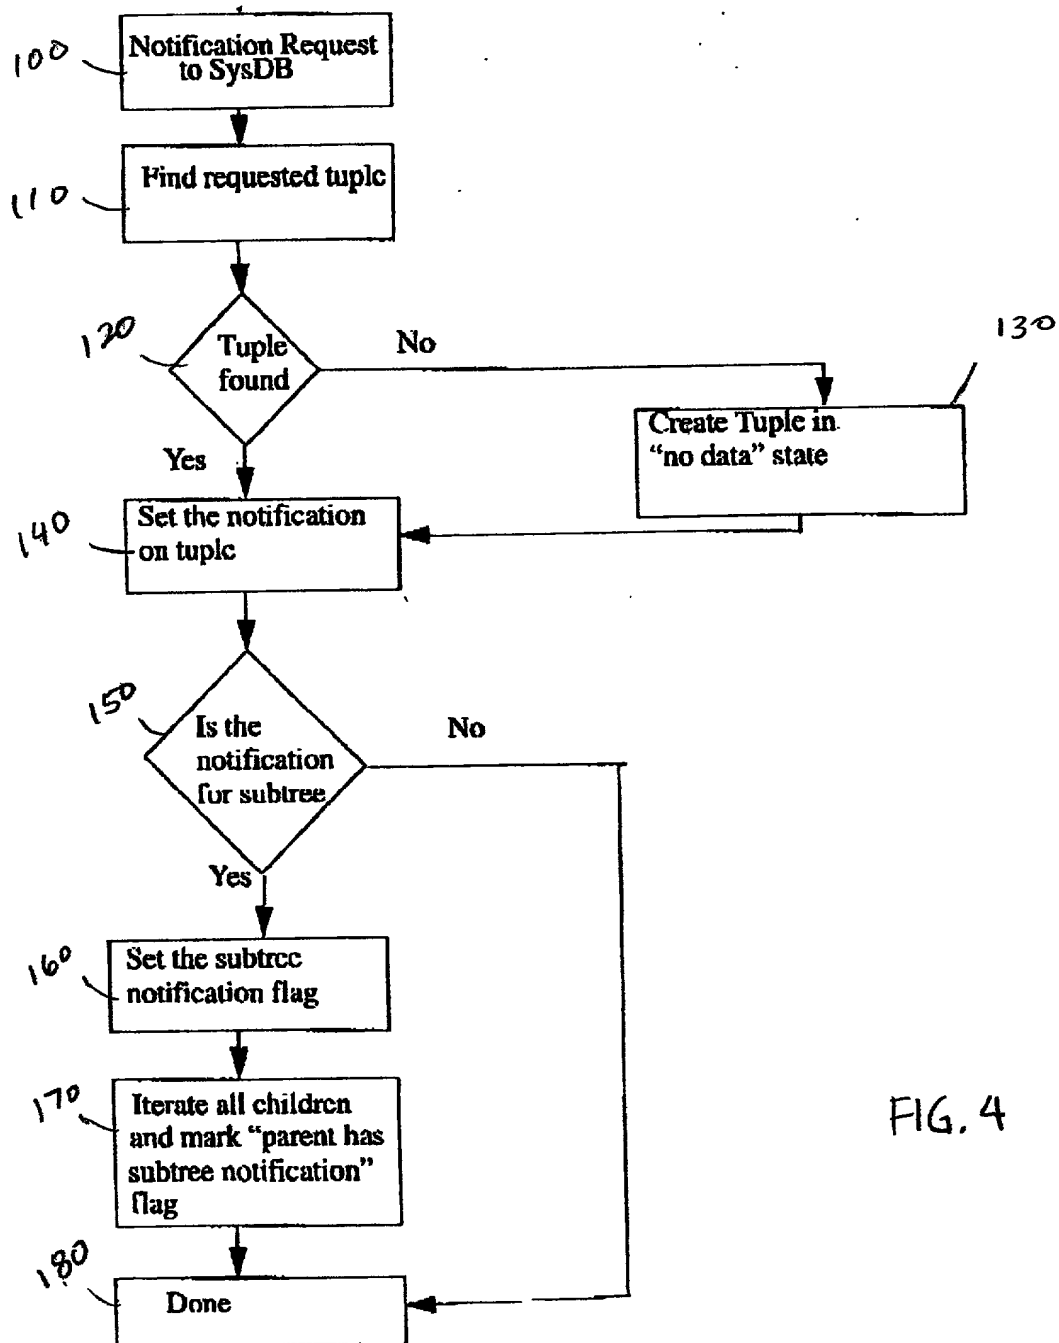 100
Notification Request
to SysDB
110
Find requested tuple
120
Tuple
found
No
130
Create Tuple in
“no data” state
Yes
140
Set the notification
on tuple
150
Is the
notification
for subtree
No
Yes
160
Set the subtree
notification flag
170
Iterate all children
and mark “parent has
subtree notification”
flag
FIG. 4
180
Done